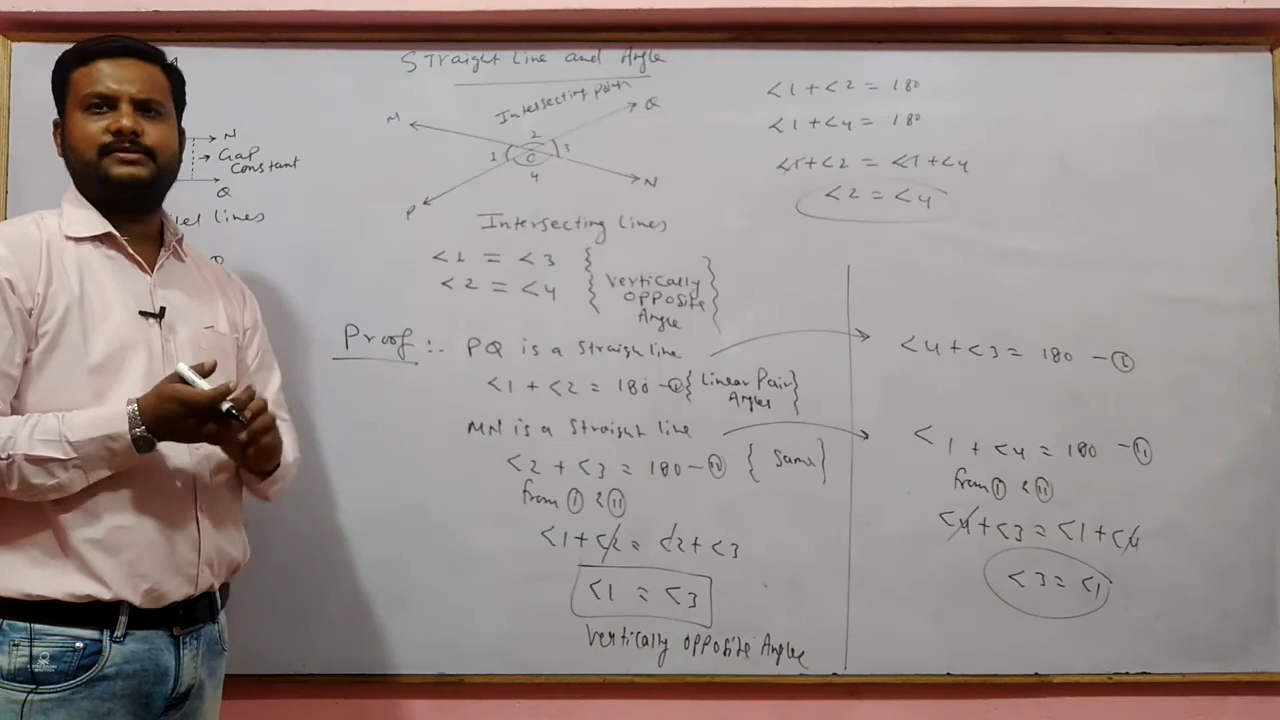 Straight Line and Angle
N
Gap
Constant
Q
lel lines
M
Intersecting point
Q
2
1
3
O
4
P
N
Intersecting lines
<1 = <3
<2 = <4
Vertically
Opposite
Angle
<1 + <2 = 180
<1 + <4 = 180
<1 + <2 = <1 + <4
<2 = <4
Proof :- PQ is a Straigh line
<1 + <2 = 180 - { Linear Pair
Angles }
MN is a Straight line
<2 + <3 = 180 - (II) { Same }
from (I) & (II)
<1 + <2 = <2 + <3
<1 = <3
Vertically opposite Angle
<4 + <3 = 180 - (I)
<1 + <4 = 180 - (II)
from (I) & (II)
<4 + <3 = <1 + <4
<3 = <1